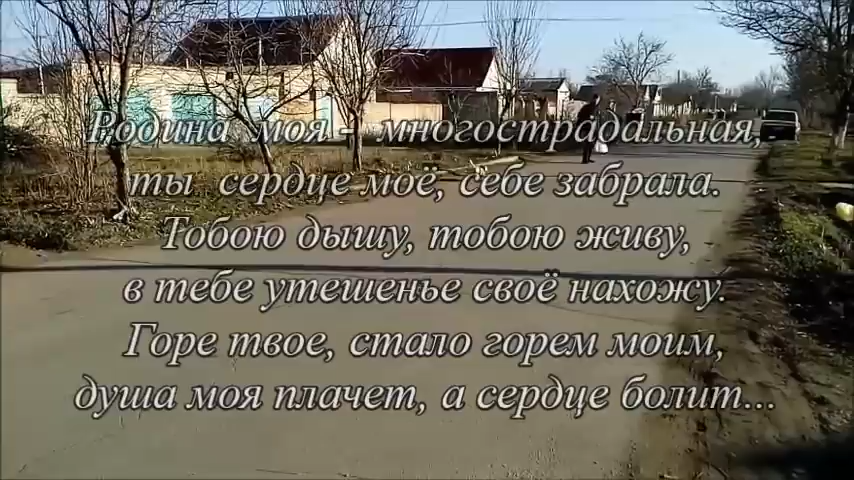 Родина моя - многострадальная,
ты сердце моё, себе забрала.
Тобою дышу, тобою живу,
в тебе утешенье своё нахожу.
Горе твое, стало горем моим,
душа моя плачет, а сердце болит...